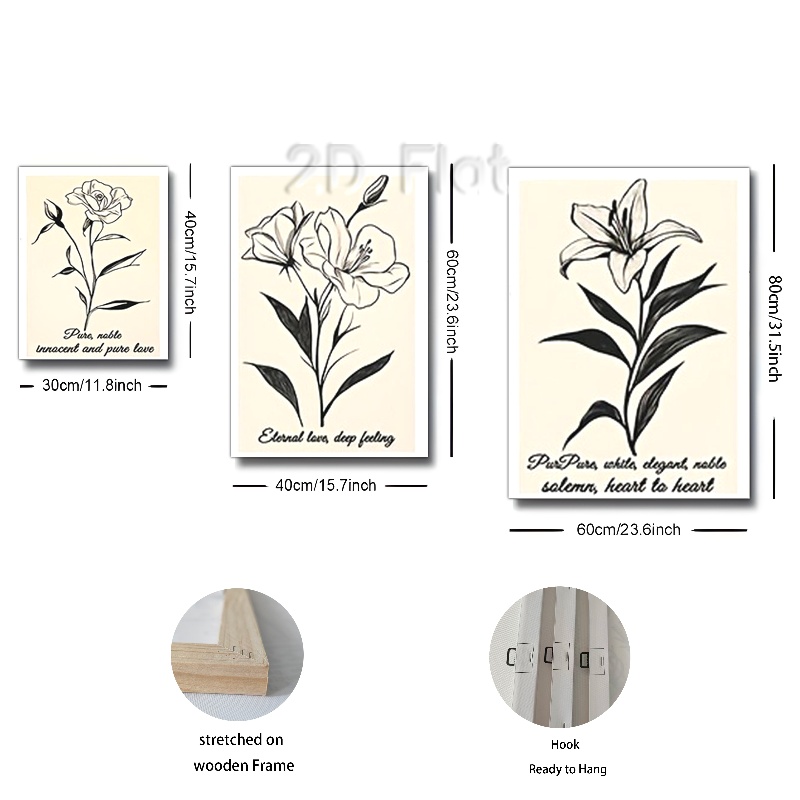 2D Flat
Pure, noble
innocent and pure love
40cm/15.7inch
30cm/11.8inch
Eternal love, deep feeling
60cm/23.6inch
40cm/15.7inch
PurPure, white, elegant, noble
solemn, heart to heart
80cm/31.5inch
60cm/23.6inch
stretched on
wooden Frame
Hook
Ready to Hang